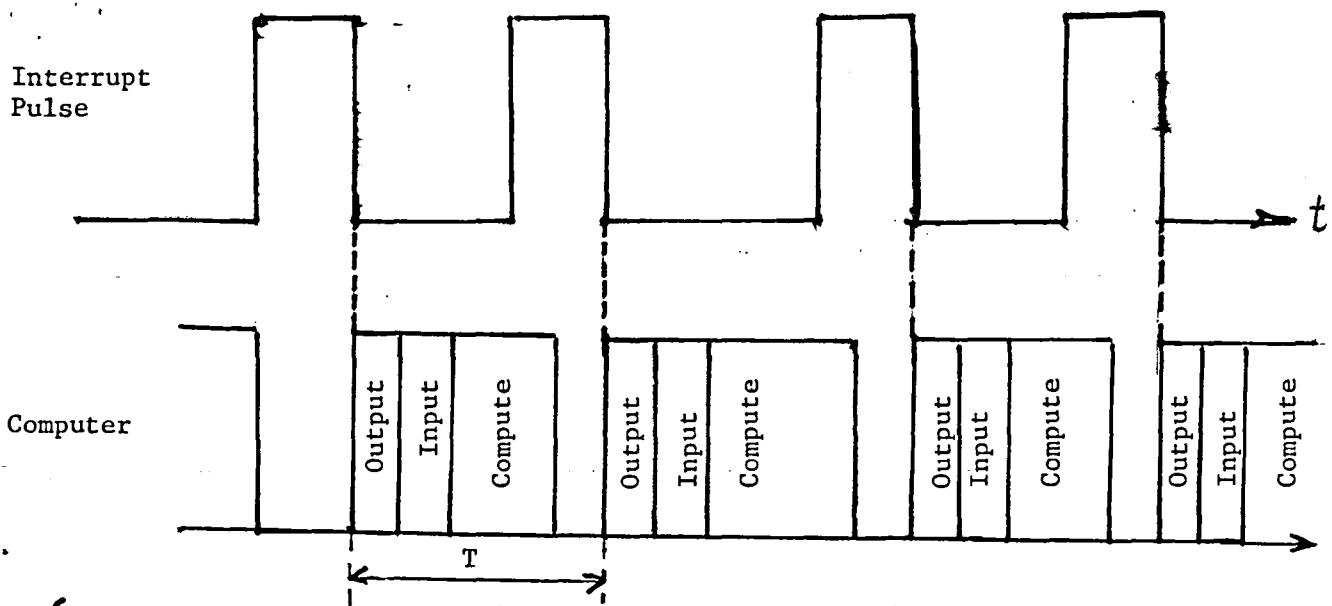 Interrupt
Pulse
t
Computer
Output
Input
Compute
Output
Input
Compute
Output
Input
Compute
Output
Input
Compute
T